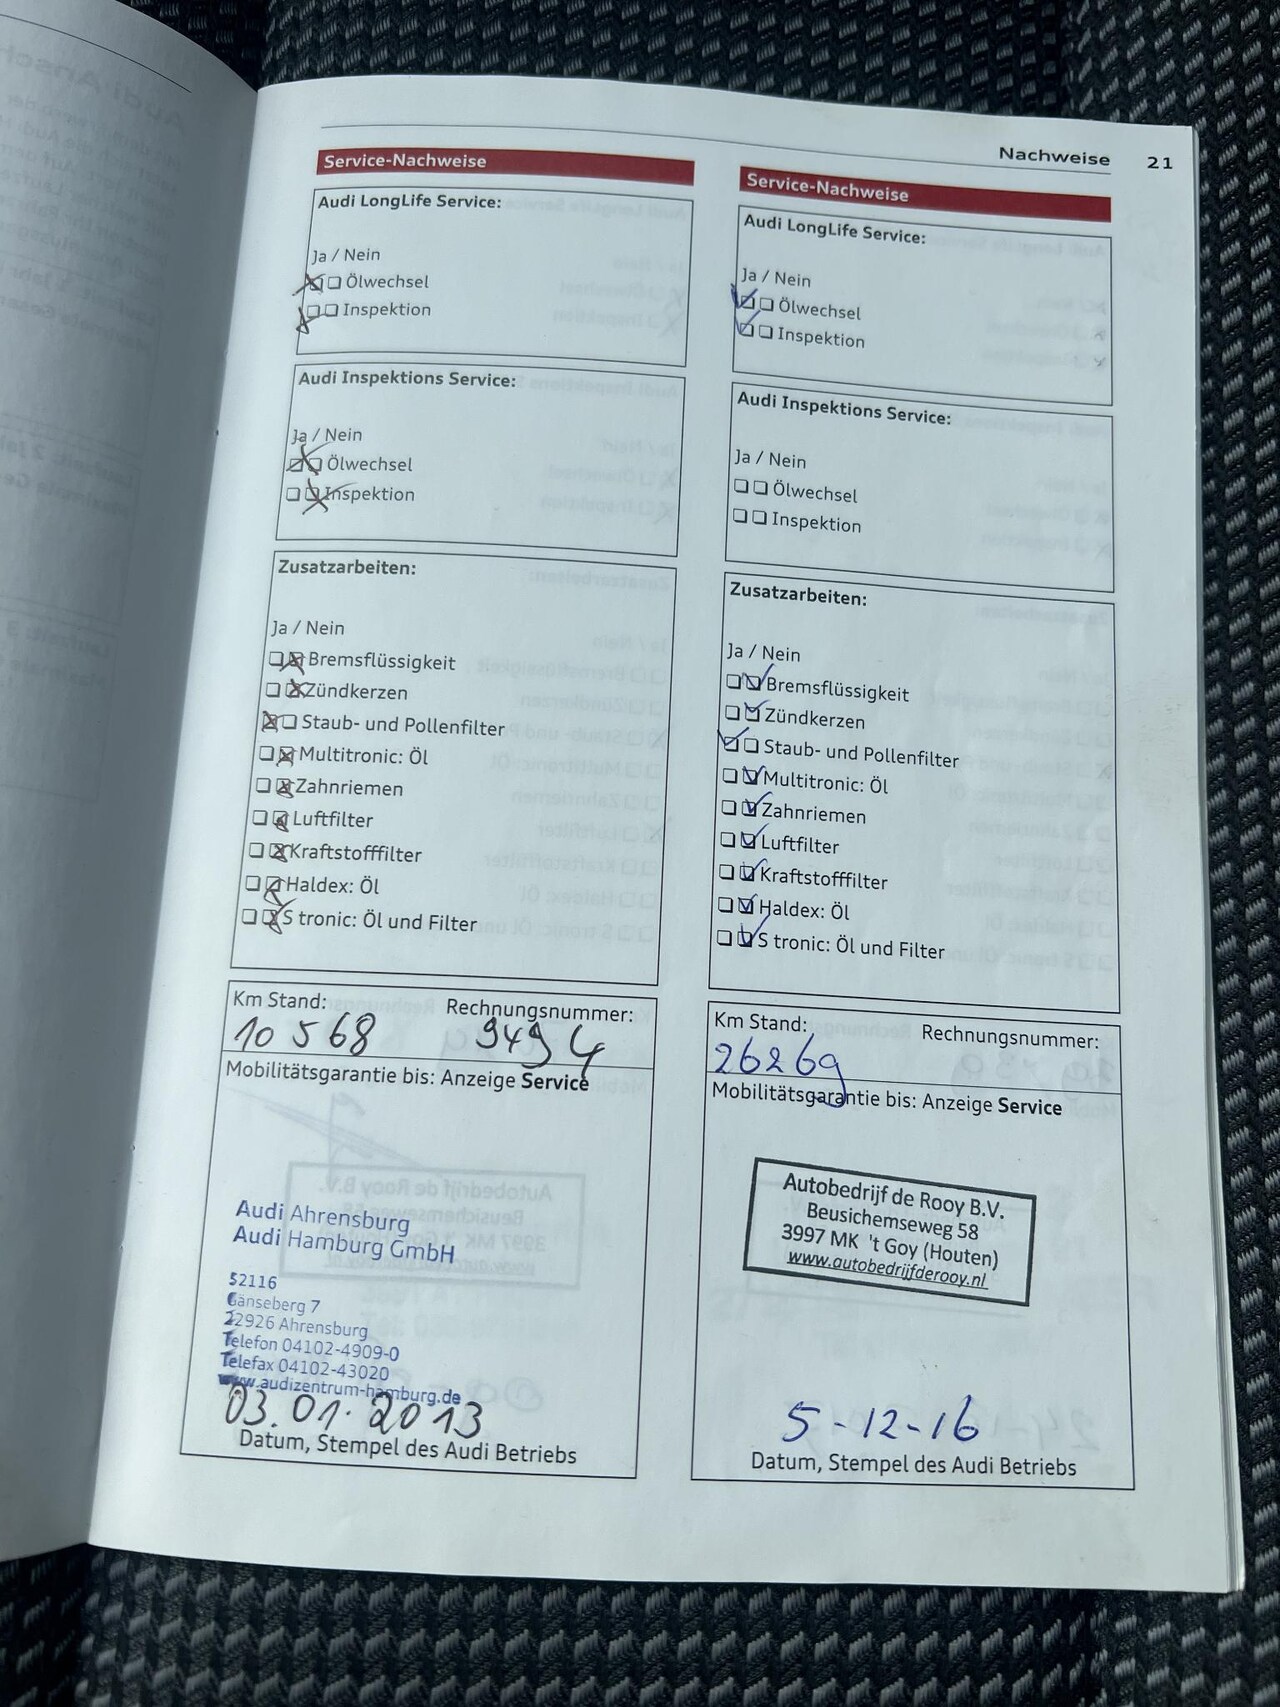 Nachweise 21
Service-Nachweise
Audi LongLife Service:
Ja / Nein
Ölwechsel
Inspektion
Audi Inspektions Service:
Ja / Nein
Ölwechsel
Inspektion
Zusatzarbeiten:
Ja / Nein
Bremsflüssigkeit
Zündkerzen
Staub- und Pollenfilter
Multitronic: Öl
Zahnriemen
Luftfilter
Kraftstofffilter
Haldex: Öl
S tronic: Öl und Filter
Km Stand: Rechnungsnummer:
10 568 9494
Mobilitätsgarantie bis: Anzeige Service
Audi Ahrensburg
Audi Hamburg GmbH
52116
Gänseberg 7
22926 Ahrensburg
Telefon 04102-4909-0
Telefax 04102-43020
www.audizentrum-hamburg.de
03.01.2013
Datum, Stempel des Audi Betriebs
Service-Nachweise
Audi LongLife Service:
Ja / Nein
Ölwechsel
Inspektion
Audi Inspektions Service:
Ja / Nein
Ölwechsel
Inspektion
Zusatzarbeiten:
Ja / Nein
Bremsflüssigkeit
Zündkerzen
Staub- und Pollenfilter
Multitronic: Öl
Zahnriemen
Luftfilter
Kraftstofffilter
Haldex: Öl
S tronic: Öl und Filter
Km Stand: Rechnungsnummer:
26269
Mobilitätsgarantie bis: Anzeige Service
Autobedrijf de Rooy B.V.
Beusichemseweg 58
3997 MK 't Goy (Houten)
www.autobedrijfderooy.nl
5-12-16
Datum, Stempel des Audi Betriebs